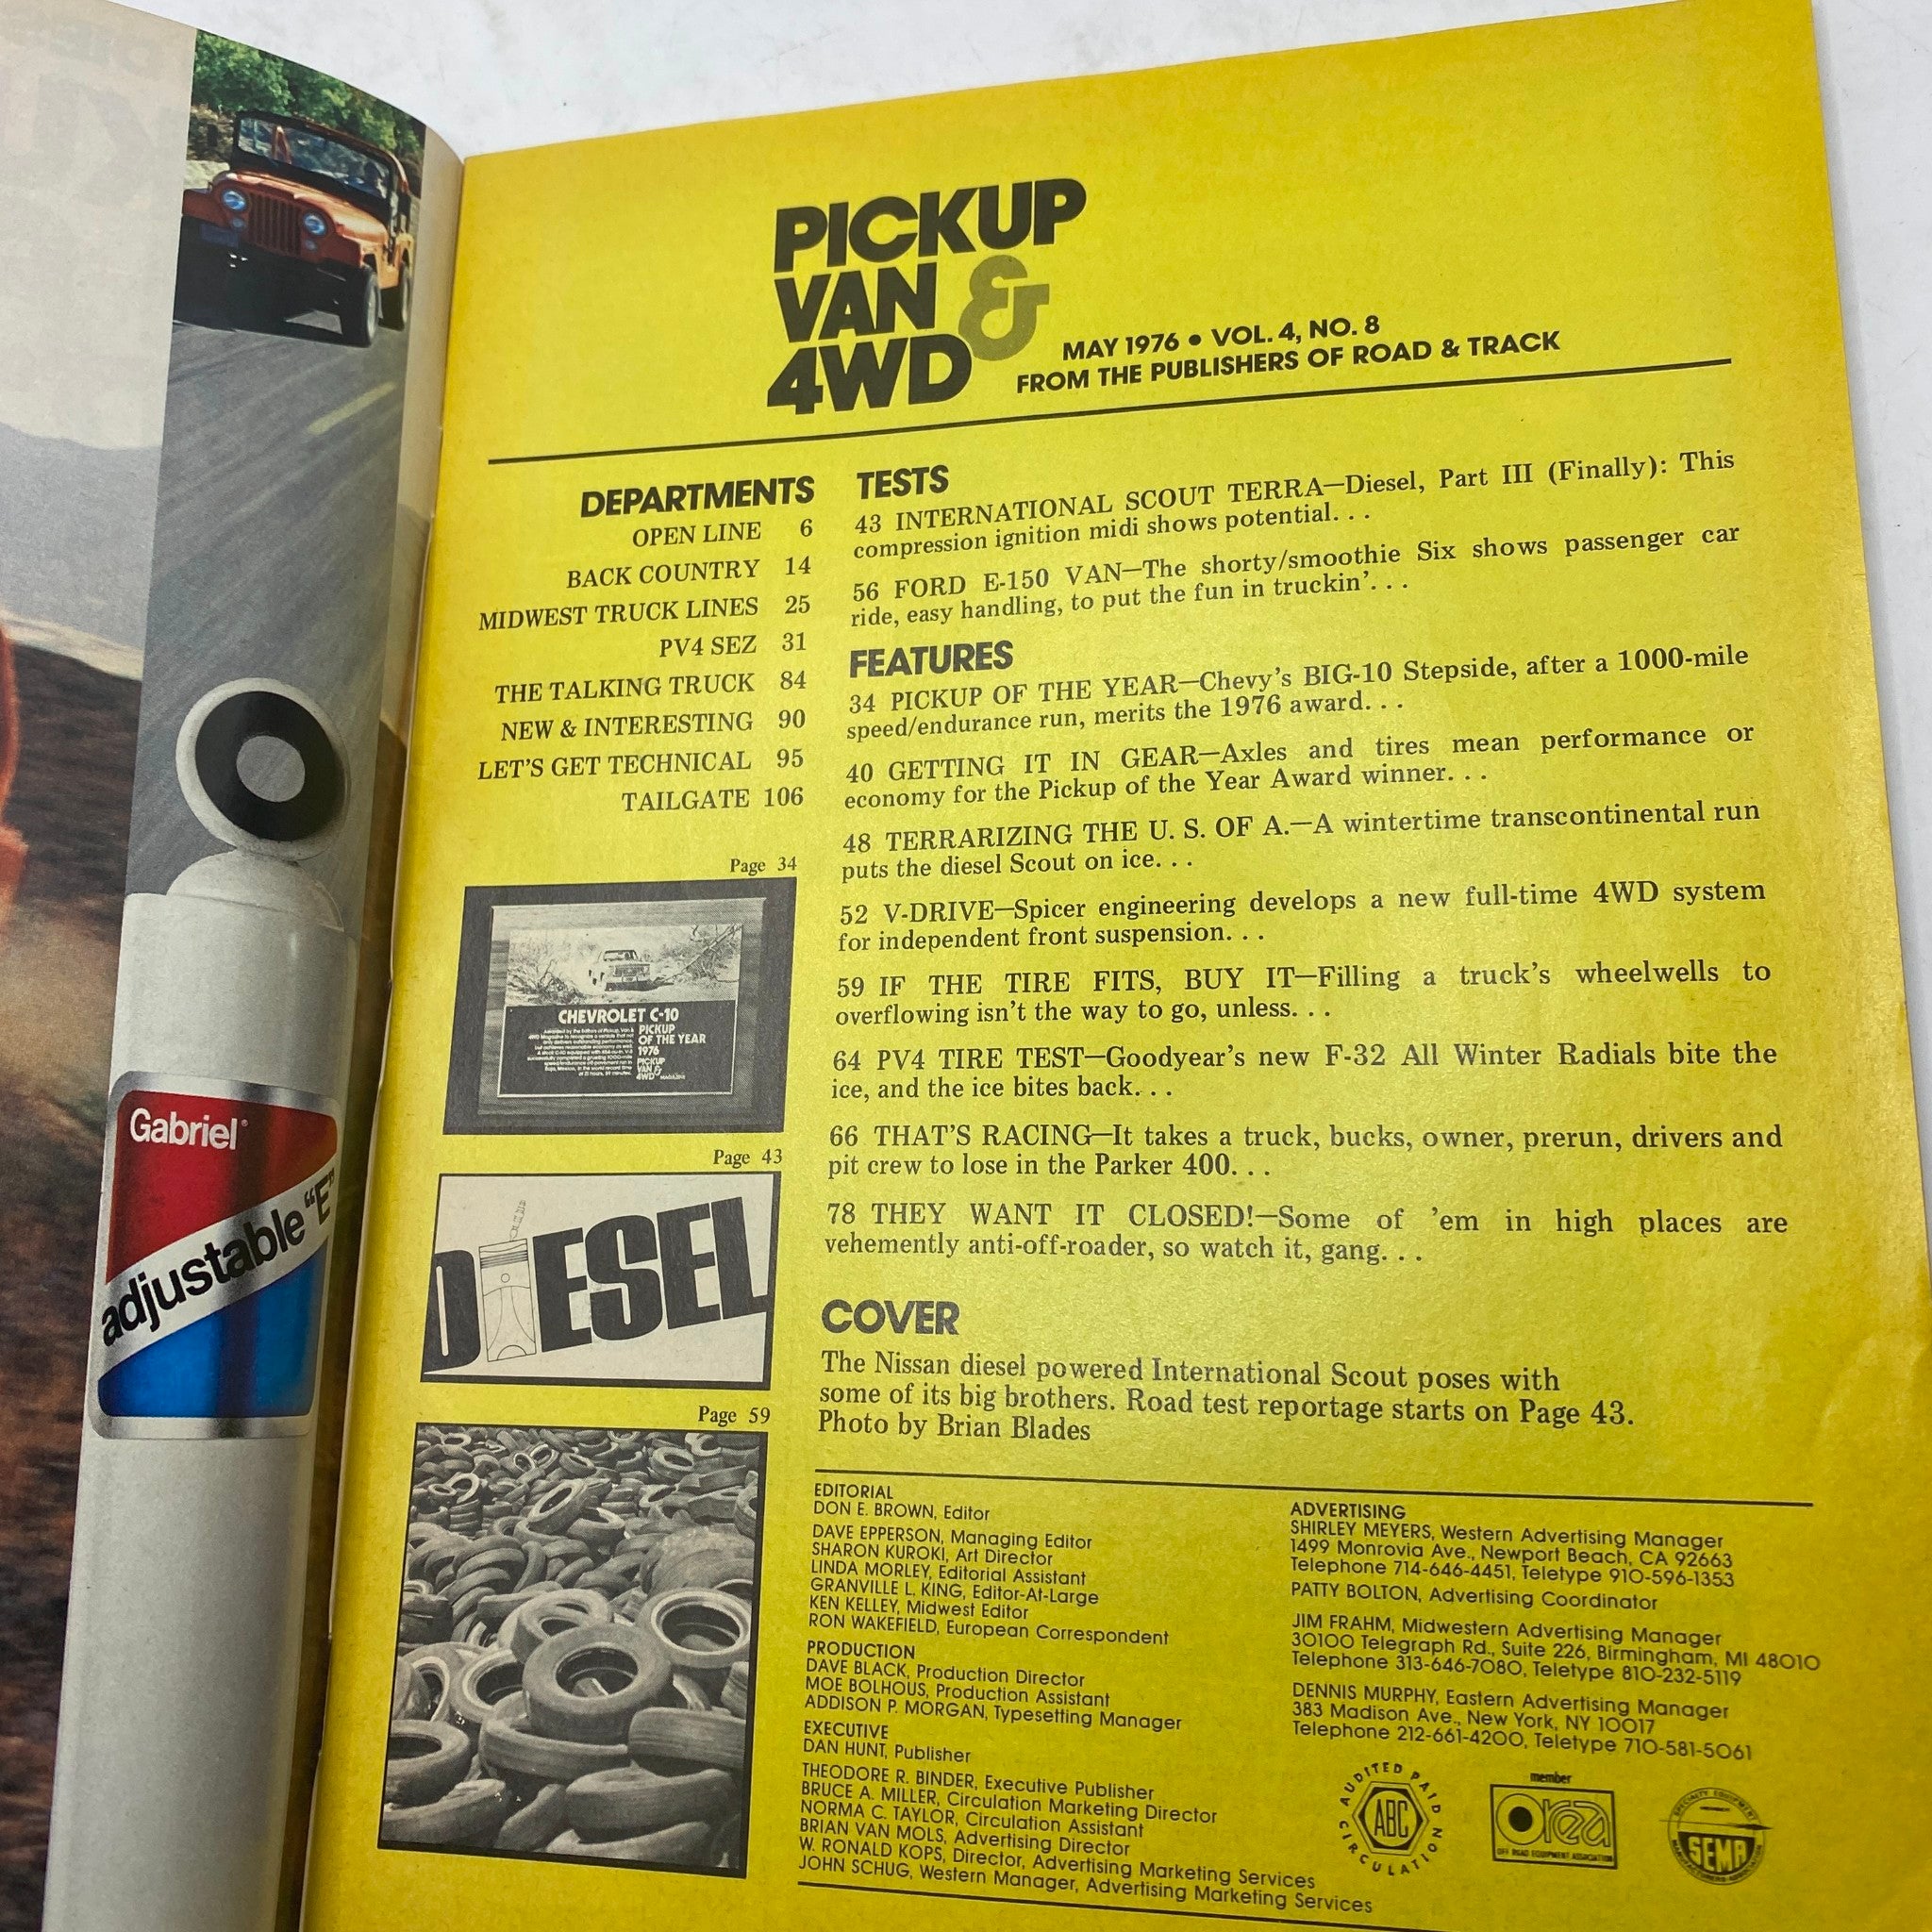 Gabriel
adjustable "E"
PICKUP
VAN &
4WD
MAY 1976 • VOL. 4, NO. 8
FROM THE PUBLISHERS OF ROAD & TRACK
DEPARTMENTS
OPEN LINE 6
BACK COUNTRY 14
MIDWEST TRUCK LINES 25
PV4 SEZ 31
THE TALKING TRUCK 84
NEW & INTERESTING 90
LET'S GET TECHNICAL 95
TAILGATE 106
Page 34
CHEVROLET C-10
PICKUP
OF THE YEAR
1976
PICKUP
VAN &
4WD MAGAZINE
Page 43
DIESEL
Page 59
TESTS
43 INTERNATIONAL SCOUT TERRA—Diesel, Part III (Finally): This
compression ignition midi shows potential. . .
56 FORD E-150 VAN—The shorty/smoothie Six shows passenger car
ride, easy handling, to put the fun in truckin'. . .
FEATURES
34 PICKUP OF THE YEAR—Chevy's BIG-10 Stepside, after a 1000-mile
speed/endurance run, merits the 1976 award. . .
40 GETTING IT IN GEAR—Axles and tires mean performance or
economy for the Pickup of the Year Award winner. . .
48 TERRARIZING THE U. S. OF A.—A wintertime transcontinental run
puts the diesel Scout on ice. . .
52 V-DRIVE—Spicer engineering develops a new full-time 4WD system
for independent front suspension. . .
59 IF THE TIRE FITS, BUY IT—Filling a truck's wheelwells to
overflowing isn't the way to go, unless. . .
64 PV4 TIRE TEST—Goodyear's new F-32 All Winter Radials bite the
ice, and the ice bites back. . .
66 THAT'S RACING—It takes a truck, bucks, owner, prerun, drivers and
pit crew to lose in the Parker 400. . .
78 THEY WANT IT CLOSED!—Some of 'em in high places are
vehemently anti-off-roader, so watch it, gang. . .
COVER
The Nissan diesel powered International Scout poses with
some of its big brothers. Road test reportage starts on Page 43.
Photo by Brian Blades
EDITORIAL
DON E. BROWN, Editor
DAVE EPPERSON, Managing Editor
SHARON KUROKI, Art Director
LINDA MORLEY, Editorial Assistant
GRANVILLE L. KING, Editor-At-Large
KEN KELLEY, Midwest Editor
RON WAKEFIELD, European Correspondent
PRODUCTION
DAVE BLACK, Production Director
MOE BOLHOUS, Production Assistant
ADDISON P. MORGAN, Typesetting Manager
EXECUTIVE
DAN HUNT, Publisher
THEODORE R. BINDER, Executive Publisher
BRUCE A. MILLER, Circulation Marketing Director
NORMA C. TAYLOR, Circulation Assistant
BRIAN VAN MOLS, Advertising Director
W. RONALD KOPS, Director, Advertising Marketing Services
JOHN SCHUG, Western Manager, Advertising Marketing Services
ADVERTISING
SHIRLEY MEYERS, Western Advertising Manager
1499 Monrovia Ave., Newport Beach, CA 92663
Telephone 714-646-4451, Teletype 910-596-1353
PATTY BOLTON, Advertising Coordinator
JIM FRAHM, Midwestern Advertising Manager
30100 Telegraph Rd., Suite 226, Birmingham, MI 48010
Telephone 313-646-7080, Teletype 810-232-5119
DENNIS MURPHY, Eastern Advertising Manager
383 Madison Ave., New York, NY 10017
Telephone 212-661-4200, Teletype 710-581-5061
AUDITED PAID
ABC
CIRCULATION
member
orea
OFF ROAD EQUIPMENT ASSOCIATION
SPECIALTY EQUIPMENT
SEMA
MANUFACTURERS ASSOCIATION